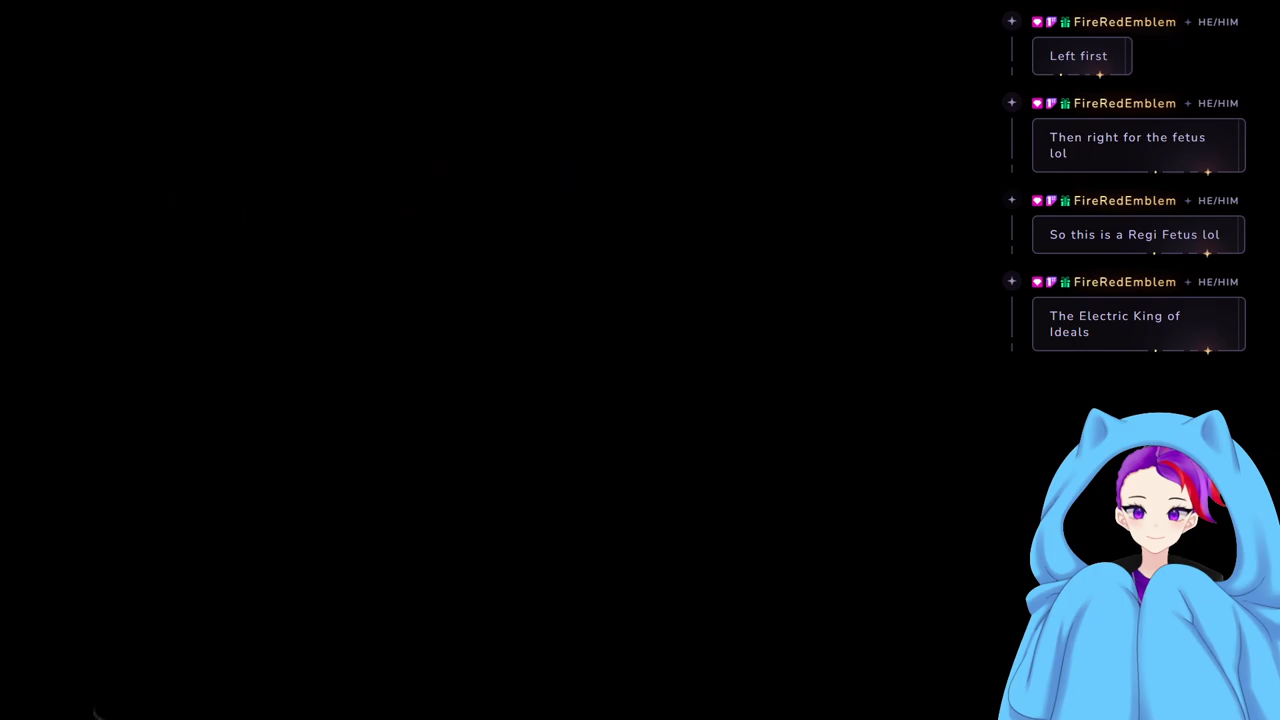 FireRedEmblem HE/HIM
Left first
FireRedEmblem HE/HIM
Then right for the fetus
lol
FireRedEmblem HE/HIM
So this is a Regi Fetus lol
FireRedEmblem HE/HIM
The Electric King of
Ideals